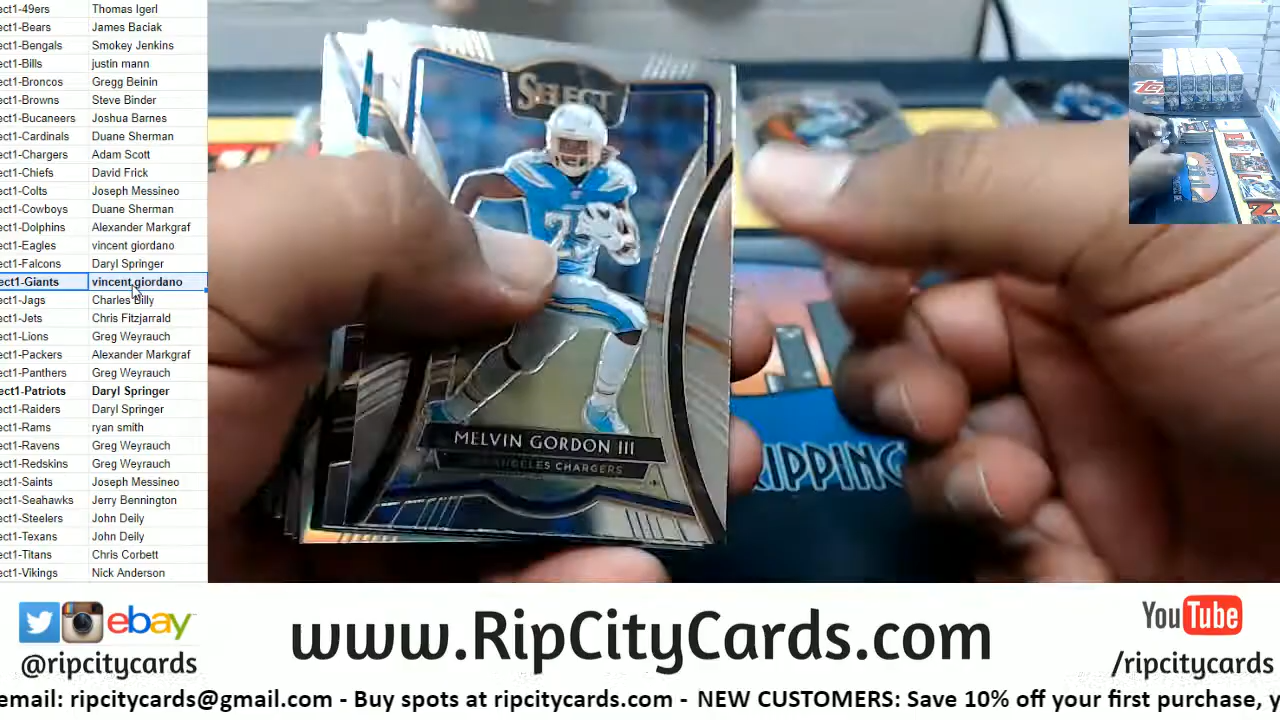 ect1-49ers Thomas Igerl
ect1-Bears James Baciak
ect1-Bengals Smokey Jenkins
ect1-Bills justin mann
ect1-Broncos Gregg Beinin
ect1-Browns Steve Binder
ect1-Bucaneers Joshua Barnes
ect1-Cardinals Duane Sherman
ect1-Chargers Adam Scott
ect1-Chiefs David Frick
ect1-Colts Joseph Messineo
ect1-Cowboys Duane Sherman
ect1-Dolphins Alexander Markgraf
ect1-Eagles vincent giordano
ect1-Falcons Daryl Springer
ect1-Giants vincent giordano
ect1-Jags Charles Billy
ect1-Jets Chris Fitzjarrald
ect1-Lions Greg Weyrauch
ect1-Packers Alexander Markgraf
ect1-Panthers Greg Weyrauch
ect1-Patriots Daryl Springer
ect1-Raiders Daryl Springer
ect1-Rams ryan smith
ect1-Ravens Greg Weyrauch
ect1-Redskins Greg Weyrauch
ect1-Saints Joseph Messineo
ect1-Seahawks Jerry Bennington
ect1-Steelers John Deily
ect1-Texans John Deily
ect1-Titans Chris Corbett
ect1-Vikings Nick Anderson
SELECT
MELVIN GORDON III
ANGELES CHARGERS
IPPING
ebay
@ripcitycards
www.RipCityCards.com
YouTube
/ripcitycards
email: ripcitycards@gmail.com - Buy spots at ripcitycards.com - NEW CUSTOMERS: Save 10% off your first purchase, y